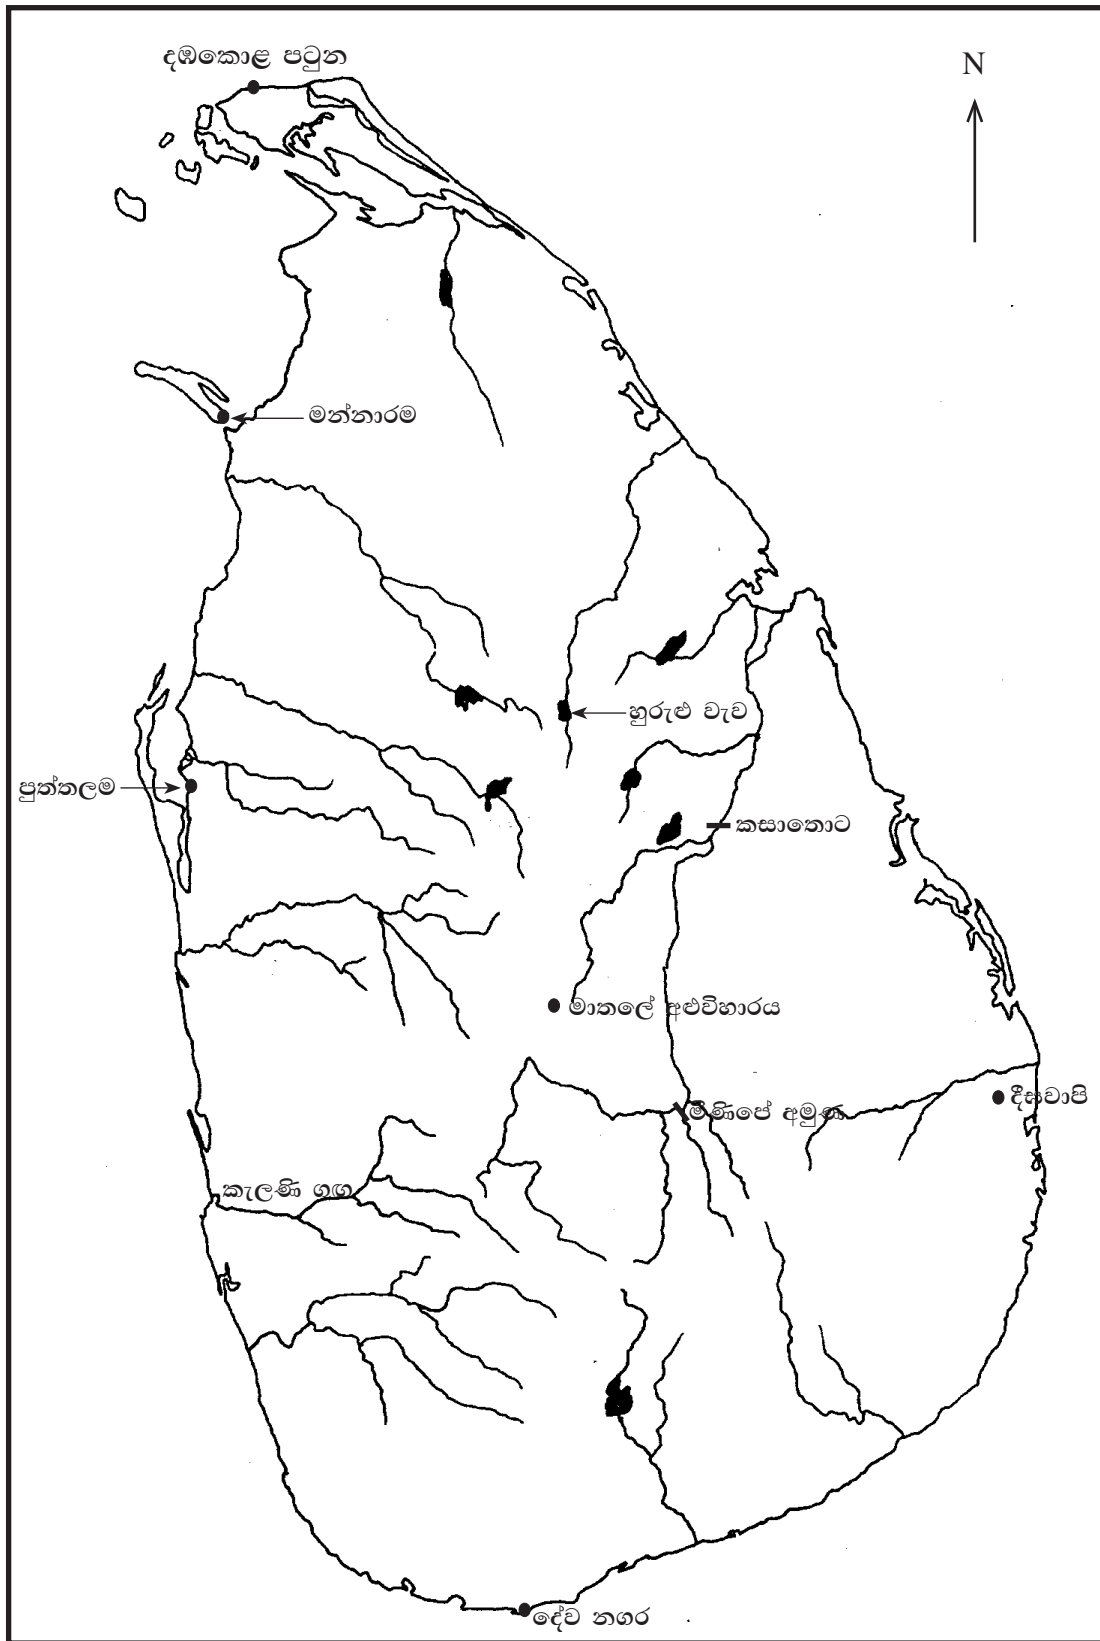 දඹකොළ පටුන
N
මන්නාරම
හුරුළු වැව
පුත්තලම
කසාතොට
මාතලේ අළුවිහාරය
දීඝවාපි
මිණිපේ අමුණ
කැලණි ගඟ
දේව නගර